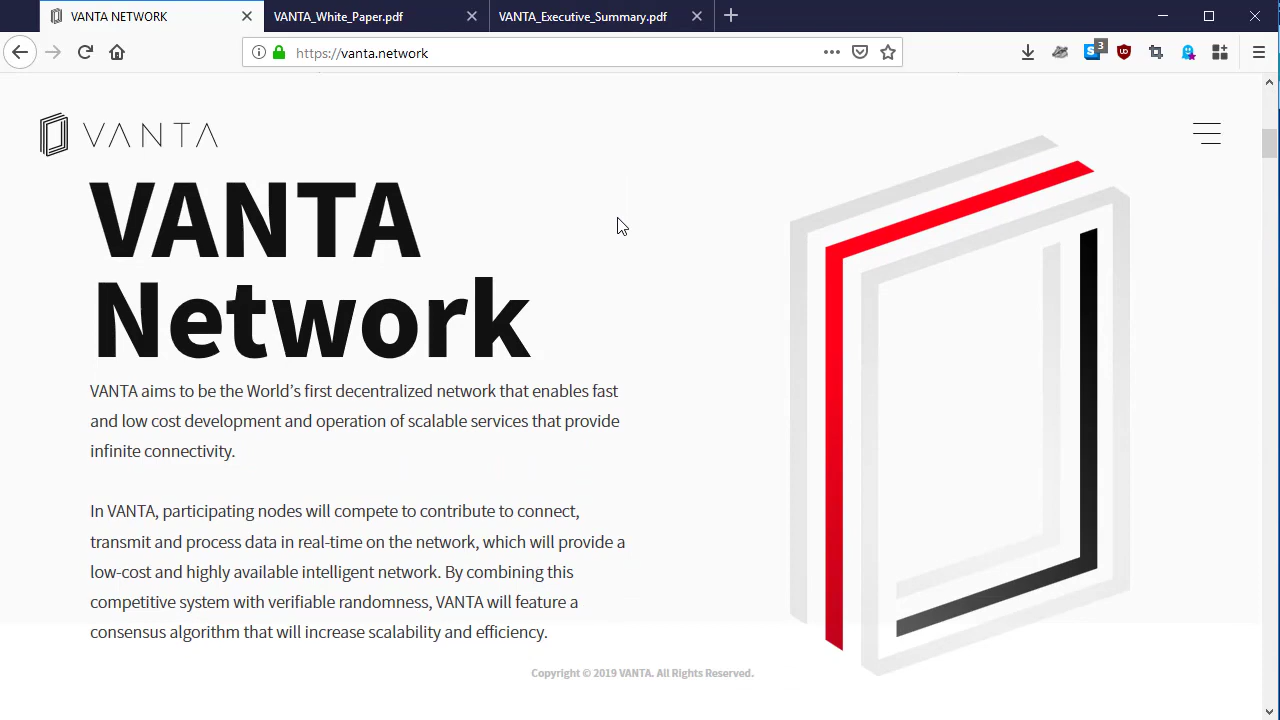 VANTA NETWORK
VANTA_White_Paper.pdf
VANTA_Executive_Summary.pdf
https://vanta.network
3
VANTA
VANTA
Network
VANTA aims to be the World’s first decentralized network that enables fast
and low cost development and operation of scalable services that provide
infinite connectivity.
In VANTA, participating nodes will compete to contribute to connect,
transmit and process data in real-time on the network, which will provide a
low-cost and highly available intelligent network. By combining this
competitive system with verifiable randomness, VANTA will feature a
consensus algorithm that will increase scalability and efficiency.
Copyright © 2019 VANTA. All Rights Reserved.